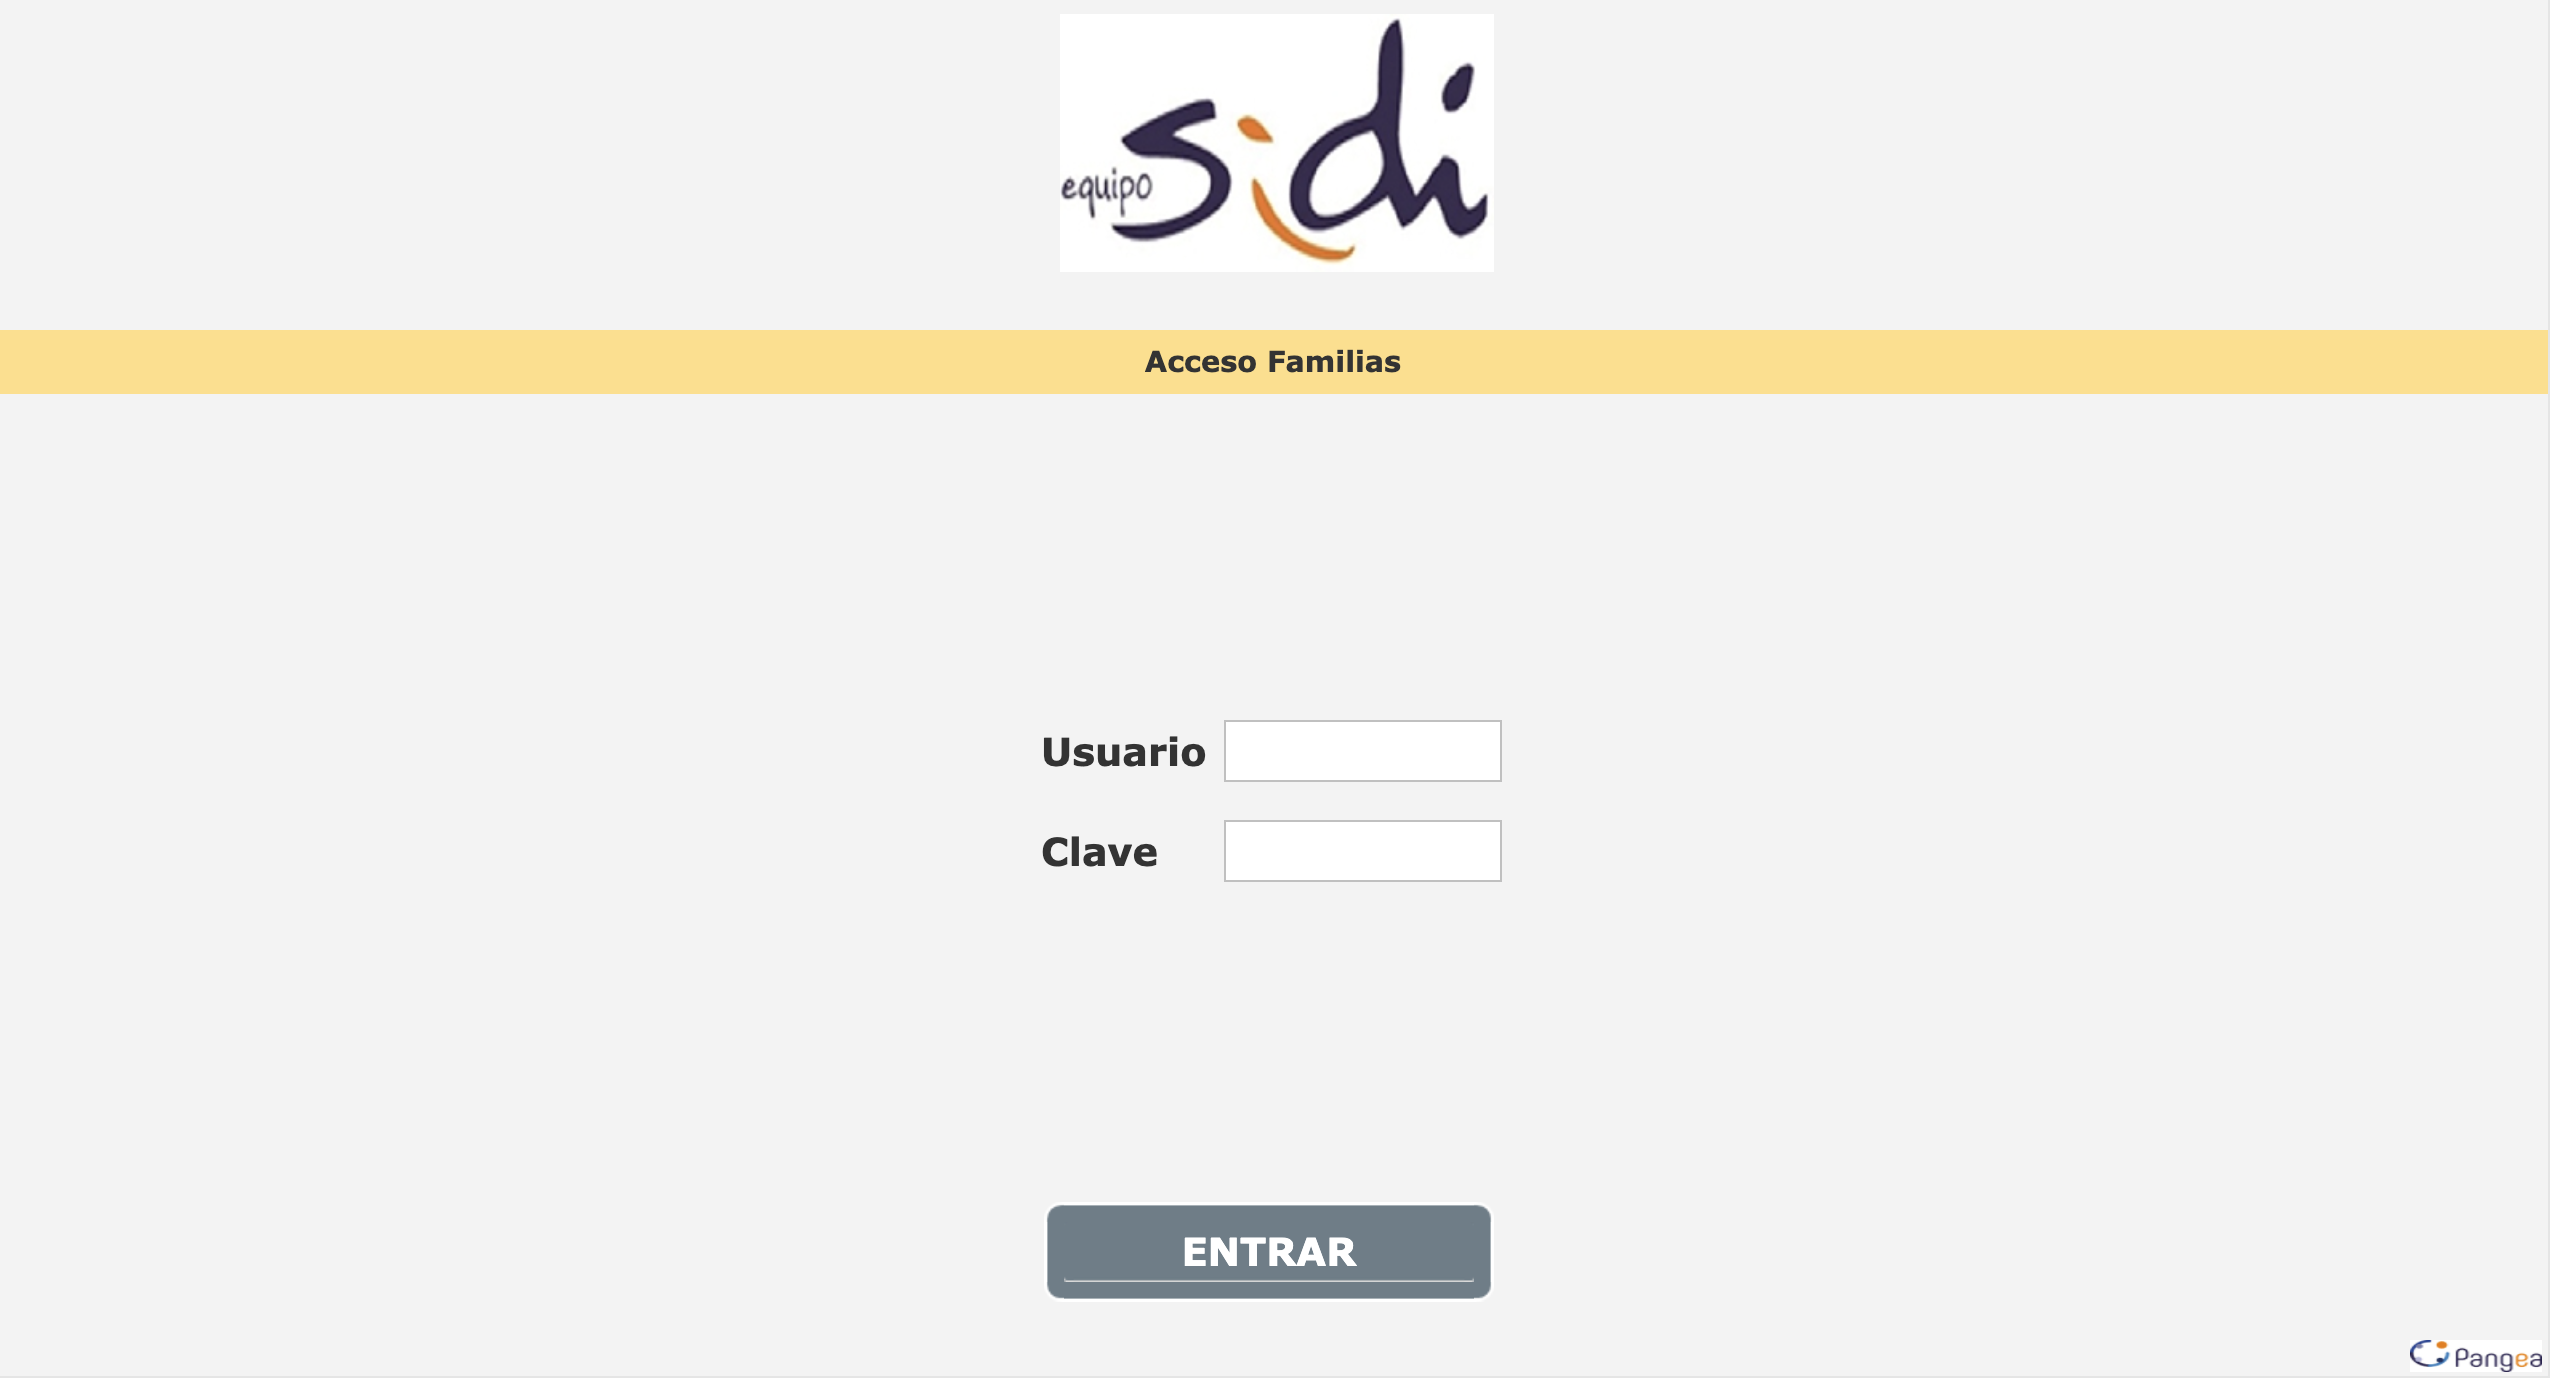 equipo sidi
Acceso Familias
Usuario
Clave
ENTRAR
Pangea